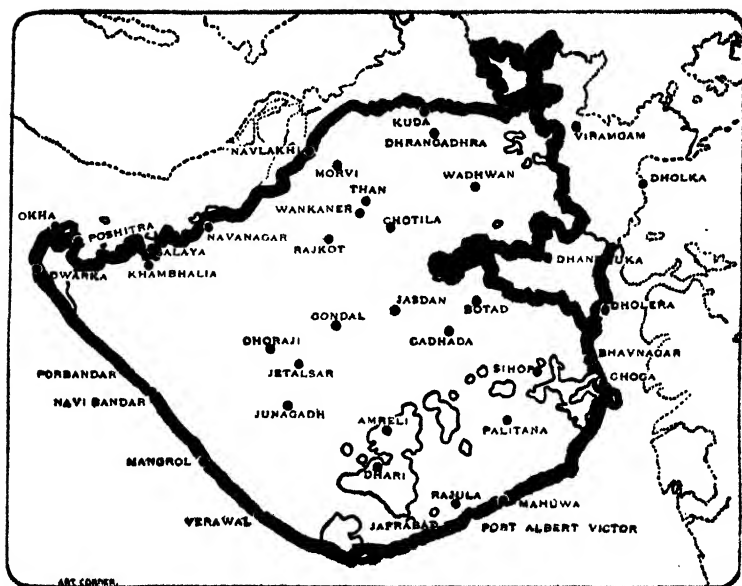 KUDA
DHRANGADHRA
VIRAMGAM
NAVLAKHI
MORVI
THAN
WADHWAN
DHOLKA
WANKANER
OKHA
POSHITRA
NAVANAGAR
CHOTILA
SALAYA
RAJKOT
DWARKA
KHAMBHALIA
DHANDHUKA
JASDAN
BOTAD
DHOLERA
GONDAL
GADHADA
DHORAJI
BHAVNAGAR
JETALSAR
SIHOR
GHOGA
PORBANDAR
NAVI BANDAR
JUNAGADH
AMRELI
PALITANA
MANGROL
DHARI
RAJULA
MAHUWA
VERAWAL
JAFRABAD
PORT ALBERT VICTOR
ART CORNER.